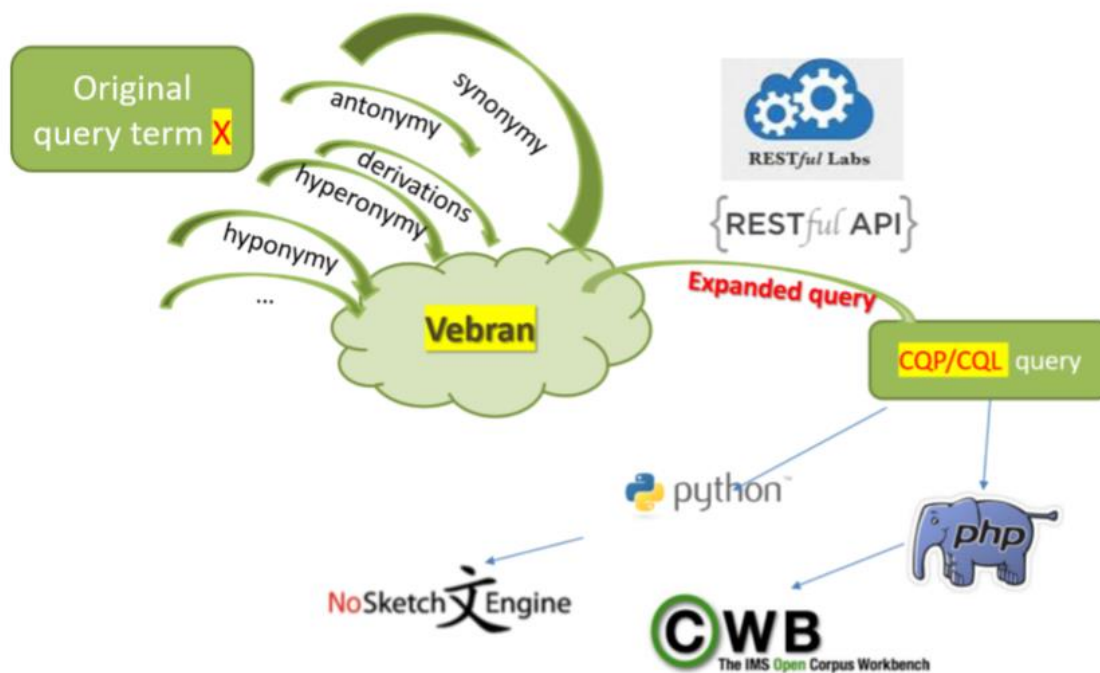 Original
query term X
synonymy
antonymy
derivations
hyperonymy
hyponymy
...
Vebran
RESTful Labs
{RESTful API}
Expanded query
CQP/CQL query
python™
php
NoSketch文Engine
CWB
The IMS Open Corpus Workbench